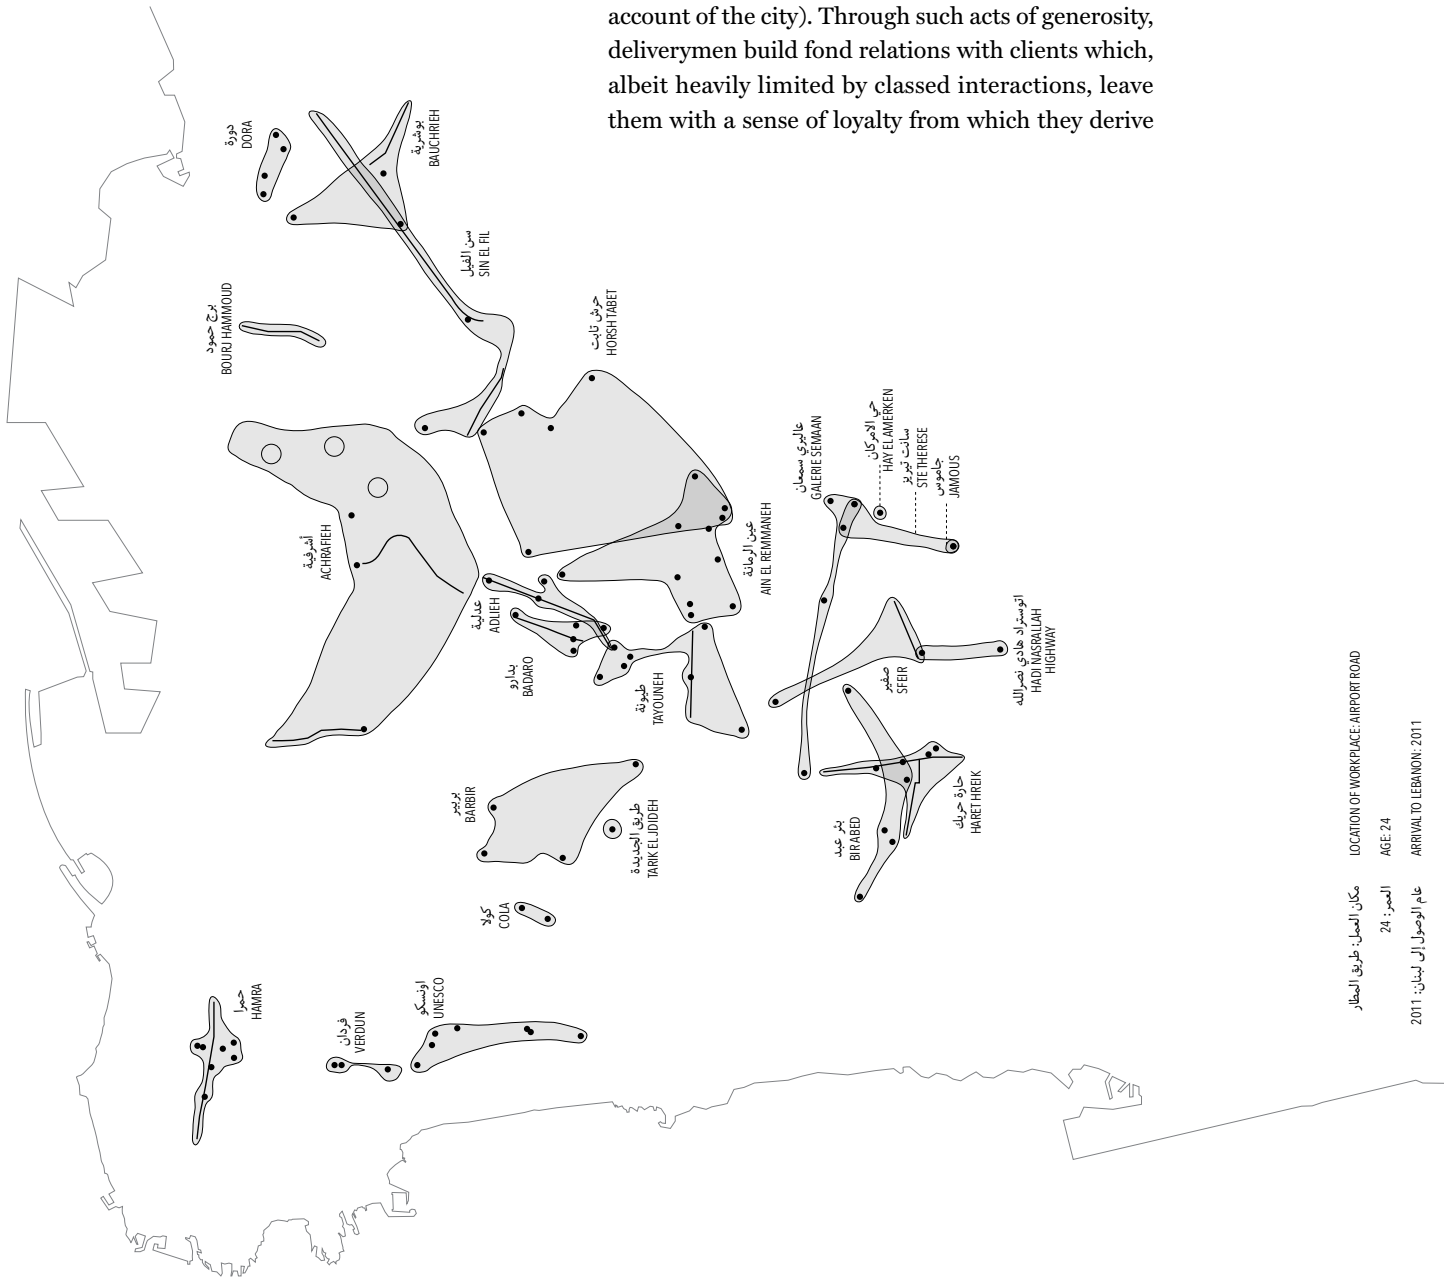 account of the city). Through such acts of generosity,
deliverymen build fond relations with clients which,
albeit heavily limited by classed interactions, leave
them with a sense of loyalty from which they derive
دورة
DORA
بوشرية
BAUCHRIEH
سن الفيل
SIN EL FIL
برج حمود
BOURJ HAMMOUD
حرش تابت
HORSH TABET
غاليري سمعان
GALERIE SEMAAN
حي الامركان
HAY EL AMERKEN
سانت تيريز
STE THERESE
جاموس
JAMOUS
أشرفية
ACHRAFIEH
عين الرمانة
AIN EL REMMANEH
عدلية
ADLIEH
بدارو
BADARO
طيونة
TAYOUNEH
صفير
SFEIR
اتوستراد هادي نصرالله
HADI NASRALLAH
HIGHWAY
بربير
BARBIR
طريق الجديدة
TARIK EL JDIDEH
بئر عبد
BIR ABED
حارة حريك
HARET HREIK
كولا
COLA
حمرا
HAMRA
فردان
VERDUN
اونسكو
UNESCO
مكان العمل: طريق المطار
LOCATION OF WORKPLACE: AIRPORT ROAD
العمر: 24
AGE: 24
عام الوصول إلى لبنان: 2011
ARRIVAL TO LEBANON: 2011